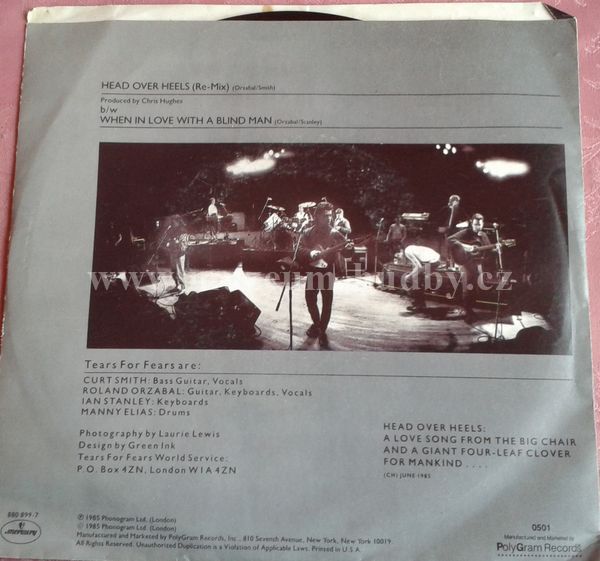 HEAD OVER HEELS (Re-Mix) (Orzabal/Smith)
Produced by Chris Hughes
b/w
WHEN IN LOVE WITH A BLIND MAN (Orzabal/Stanley)
Tears For Fears are:
CURT SMITH: Bass Guitar, Vocals
ROLAND ORZABAL: Guitar, Keyboards, Vocals
IAN STANLEY: Keyboards
MANNY ELIAS: Drums
Photography by Laurie Lewis
Design by Green Ink
Tears For Fears World Service:
P.O. Box 4ZN, London W1A 4ZN
HEAD OVER HEELS:
A LOVE SONG FROM THE BIG CHAIR
AND A GIANT FOUR-LEAF CLOVER
FOR MANKIND . . . .
(CH) JUNE 1985
880 899-7
mercury
℗ 1985 Phonogram Ltd. (London)
© 1985 Phonogram Ltd. (London)
Manufactured and Marketed by PolyGram Records, Inc., 810 Seventh Avenue, New York, New York 10019.
All Rights Reserved. Unauthorized Duplication is a Violation of Applicable Laws. Printed in U.S.A.
0501
Manufactured and Marketed by
PolyGram Records